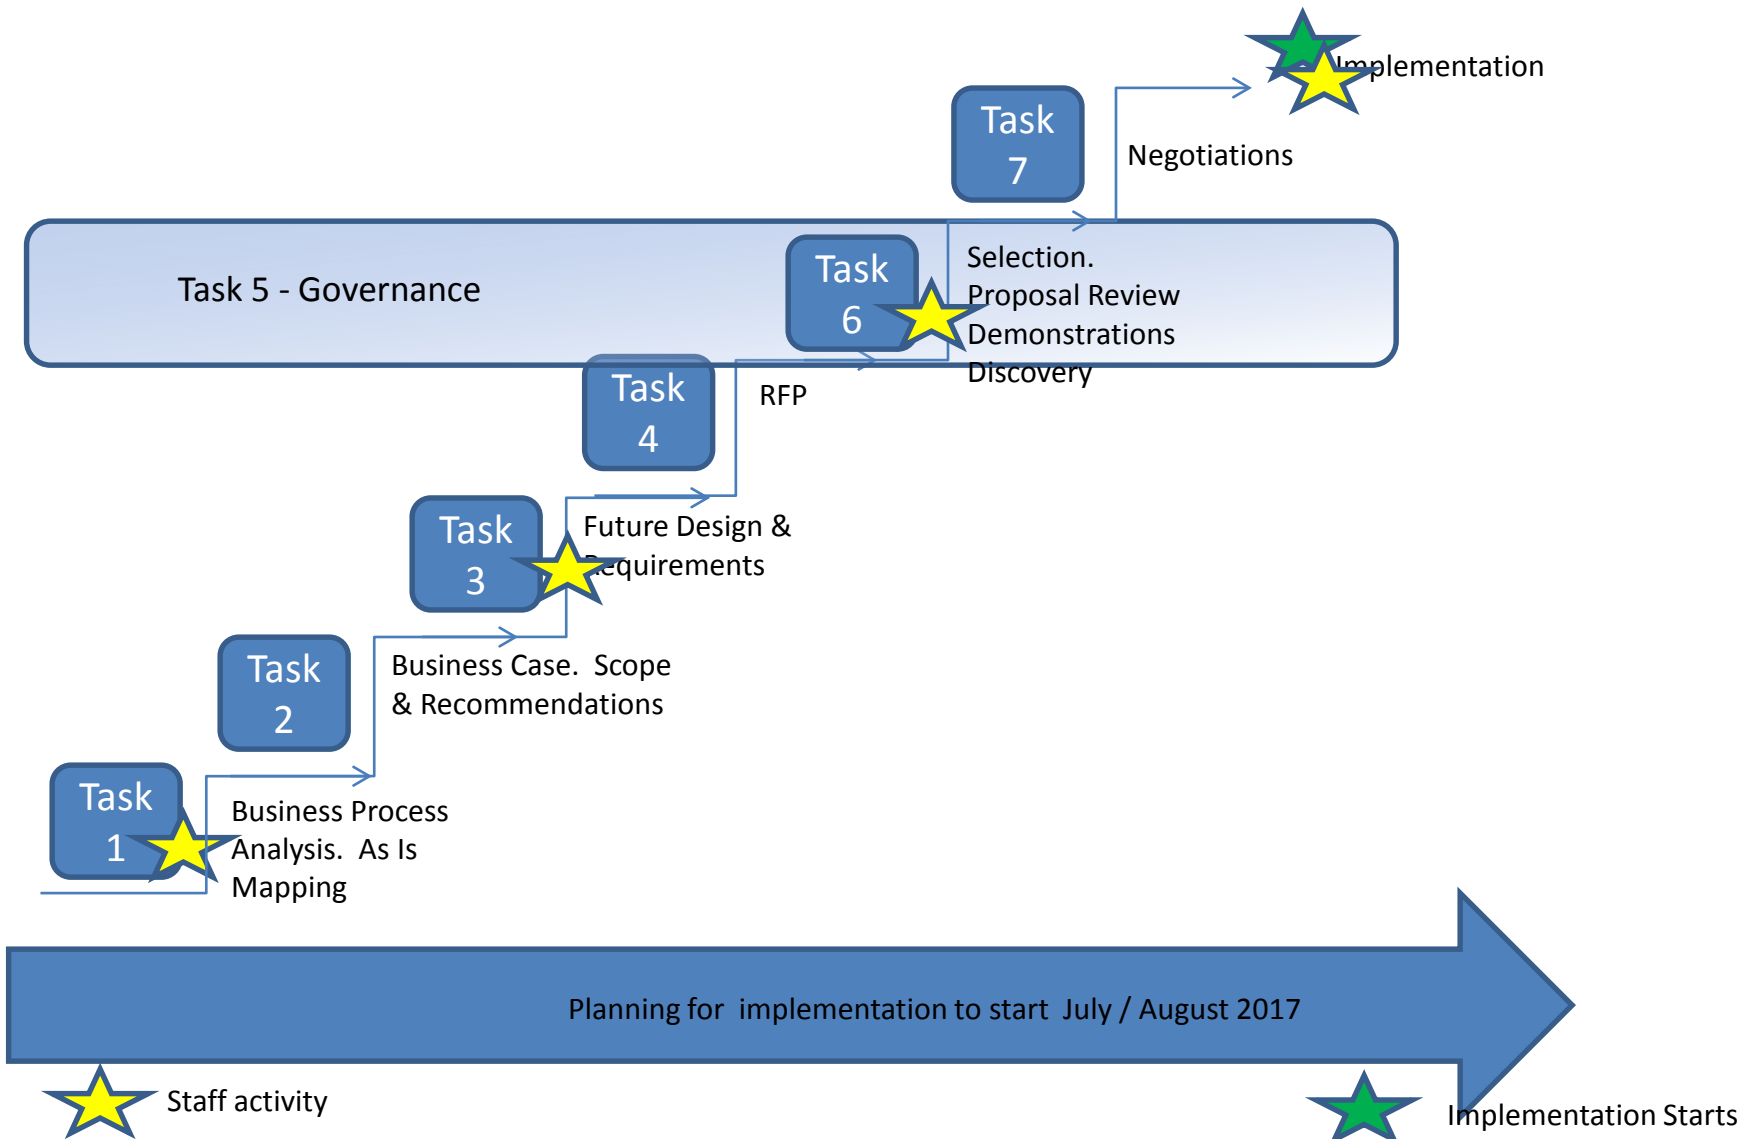 Implementation
Task
7
Negotiations
Task 5 - Governance
Task
6
Selection.
Proposal Review
Demonstrations
Discovery
Task
4
RFP
Task
3
Future Design &
Requirements
Task
2
Business Case.  Scope
& Recommendations
Task
1
Business Process
Analysis.  As Is
Mapping
Planning for  implementation to start  July / August 2017
Staff activity
Implementation Starts